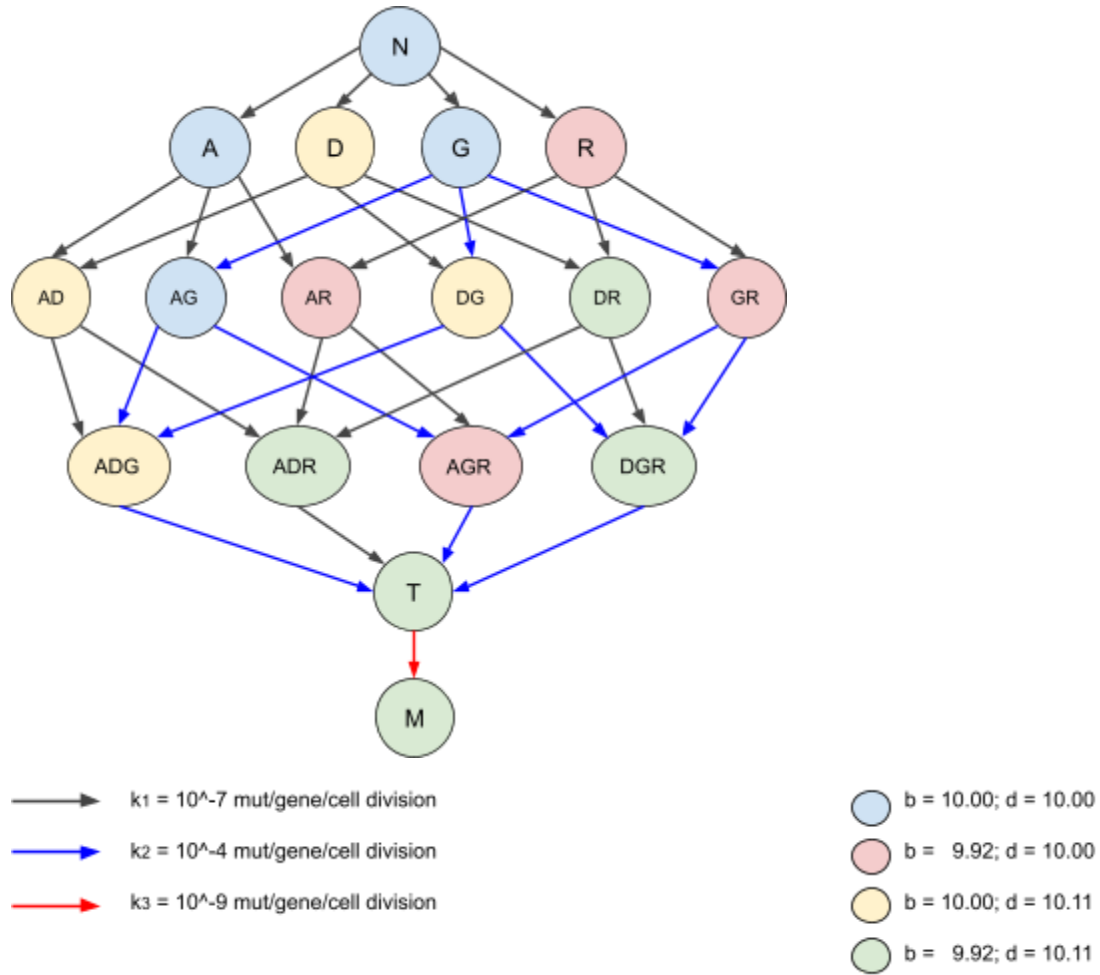 N
A D G R
AD AG AR DG DR GR
ADG ADR AGR DGR
T
M
k1 = 10^-7 mut/gene/cell division
k2 = 10^-4 mut/gene/cell division
k3 = 10^-9 mut/gene/cell division
b = 10.00; d = 10.00
b = 9.92; d = 10.00
b = 10.00; d = 10.11
b = 9.92; d = 10.11